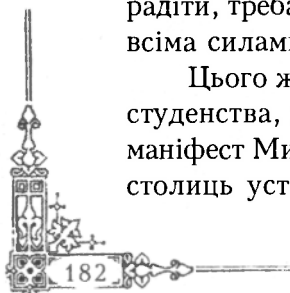 радіти, треба
всіма силам
Цього ж
студенства,
маніфест Ми
столиць уст
182